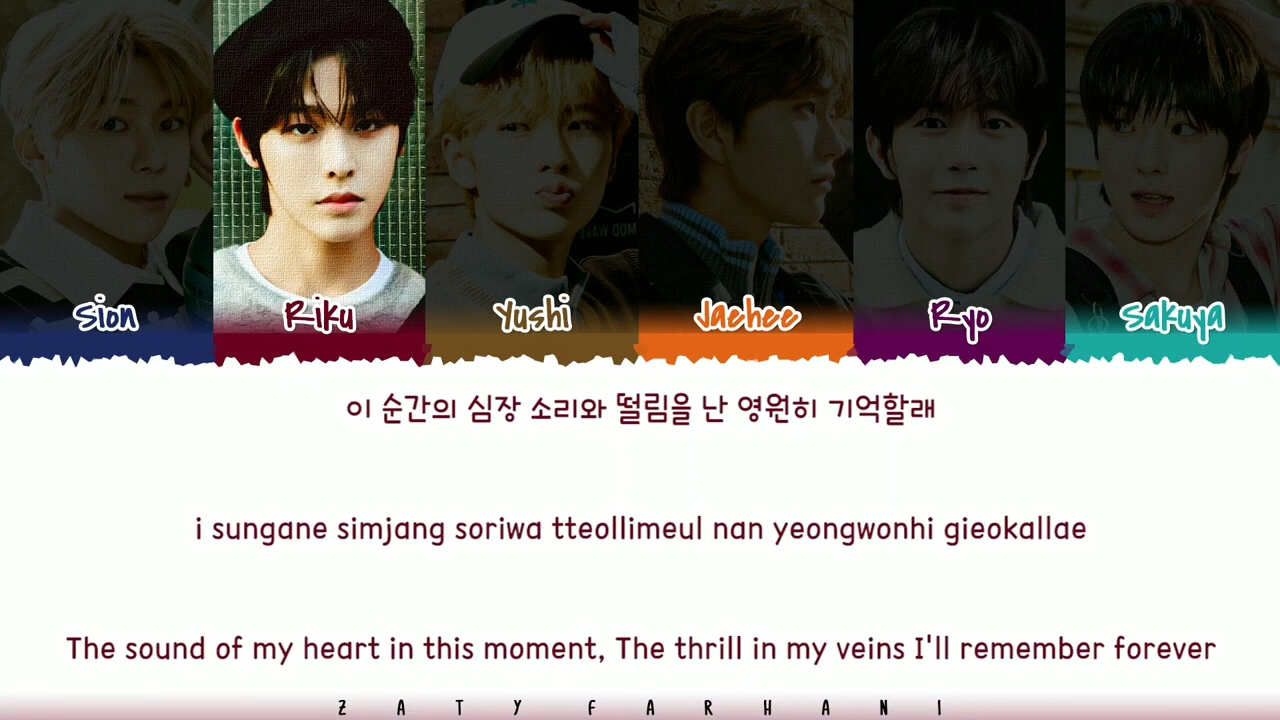 Sion Riku Yushi Jaehee Ryo Sakuya
이 순간의 심장 소리와 떨림을 난 영원히 기억할래
i sungane simjang soriwa tteollimeul nan yeongwonhi gieokallae
The sound of my heart in this moment, The thrill in my veins I'll remember forever
ZATY FARHANI